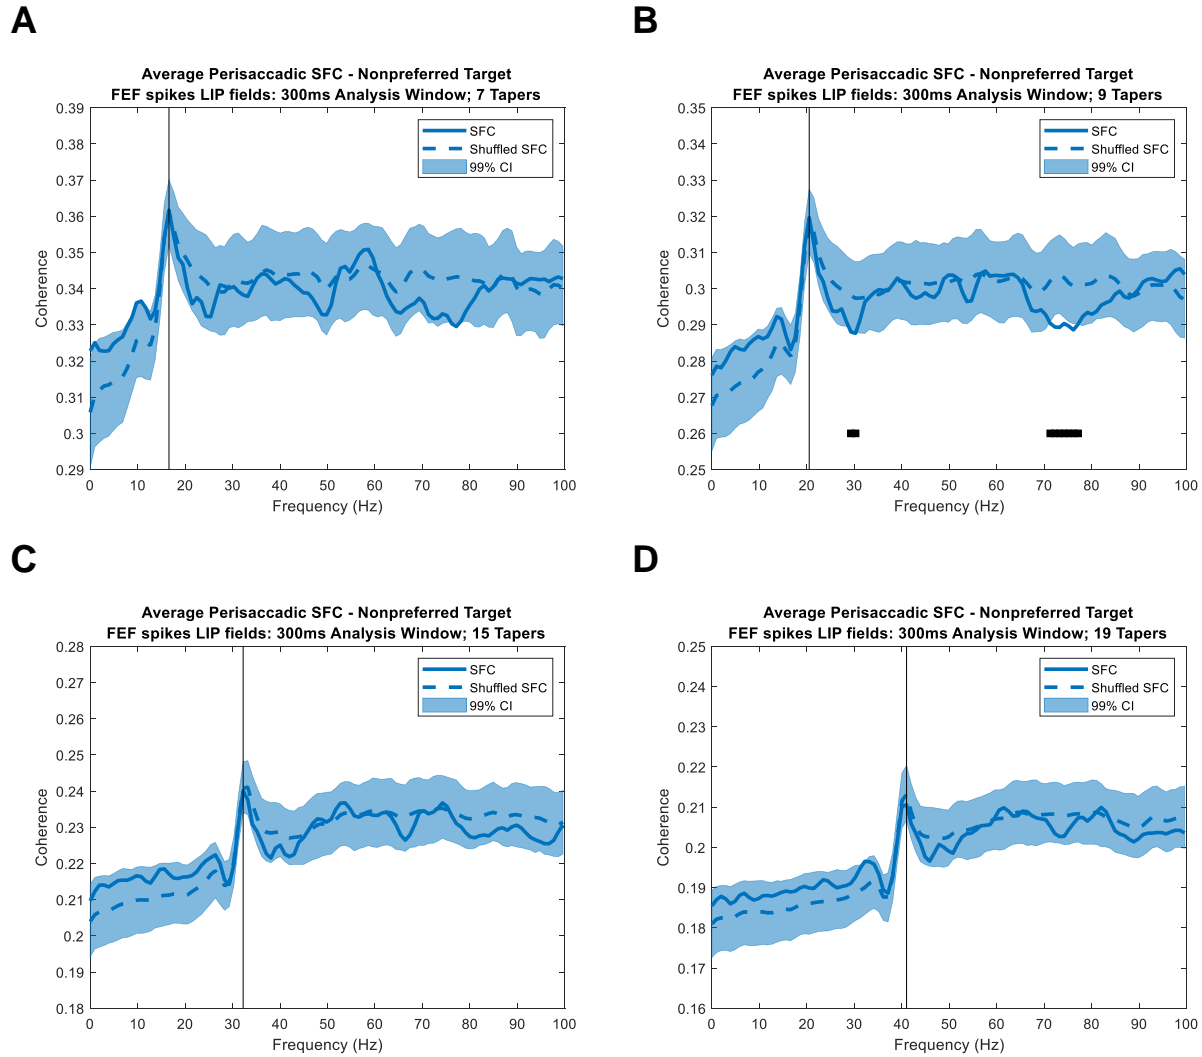 A
Average Perisaccadic SFC - Nonpreferred Target
FEF spikes LIP fields: 300ms Analysis Window; 7 Tapers
SFC
Shuffled SFC
99% CI
Coherence
0.39
0.38
0.37
0.36
0.35
0.34
0.33
0.32
0.31
0.3
0.29
0 10 20 30 40 50 60 70 80 90 100
Frequency (Hz)
B
Average Perisaccadic SFC - Nonpreferred Target
FEF spikes LIP fields: 300ms Analysis Window; 9 Tapers
SFC
Shuffled SFC
99% CI
Coherence
0.35
0.34
0.33
0.32
0.31
0.3
0.29
0.28
0.27
0.26
0.25
0 10 20 30 40 50 60 70 80 90 100
Frequency (Hz)
C
Average Perisaccadic SFC - Nonpreferred Target
FEF spikes LIP fields: 300ms Analysis Window; 15 Tapers
SFC
Shuffled SFC
99% CI
Coherence
0.28
0.27
0.26
0.25
0.24
0.23
0.22
0.21
0.2
0.19
0.18
0 10 20 30 40 50 60 70 80 90 100
Frequency (Hz)
D
Average Perisaccadic SFC - Nonpreferred Target
FEF spikes LIP fields: 300ms Analysis Window; 19 Tapers
SFC
Shuffled SFC
99% CI
Coherence
0.25
0.24
0.23
0.22
0.21
0.2
0.19
0.18
0.17
0.16
0 10 20 30 40 50 60 70 80 90 100
Frequency (Hz)